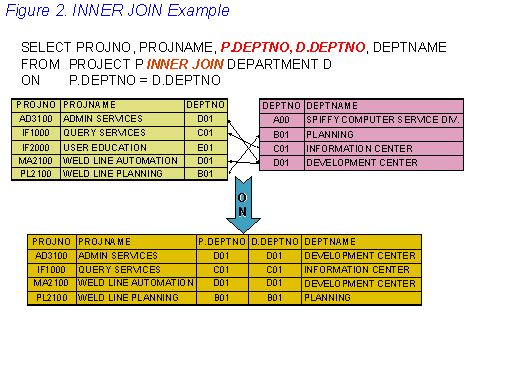 Figure 2. INNER JOIN Example
SELECT PROJNO, PROJNAME, P.DEPTNO, D.DEPTNO, DEPTNAME
FROM PROJECT P INNER JOIN DEPARTMENT D
ON P.DEPTNO = D.DEPTNO
PROJNO PROJNAME DEPTNO
AD3100 ADMIN SERVICES D01
IF1000 QUERY SERVICES C01
IF2000 USER EDUCATION E01
MA2100 WELD LINE AUTOMATION D01
PL2100 WELD LINE PLANNING B01
DEPTNO DEPTNAME
A00 SPIFFY COMPUTER SERVICE DIV.
B01 PLANNING
C01 INFORMATION CENTER
D01 DEVELOPMENT CENTER
O
N
PROJNO PROJNAME P.DEPTNO D.DEPTNO DEPTNAME
AD3100 ADMIN SERVICES D01 D01 DEVELOPMENT CENTER
IF1000 QUERY SERVICES C01 C01 INFORMATION CENTER
MA2100 WELD LINE AUTOMATION D01 D01 DEVELOPMENT CENTER
PL2100 WELD LINE PLANNING B01 B01 PLANNING